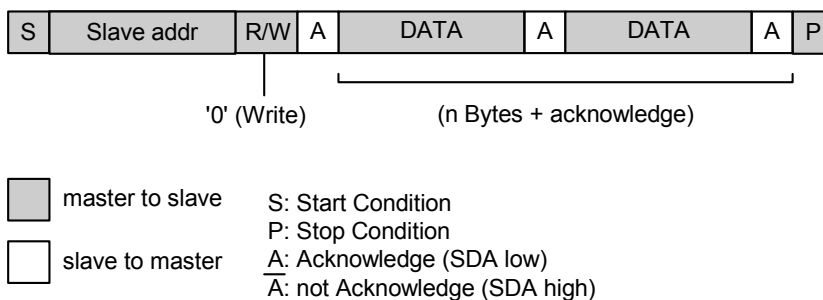 S Slave addr R/W A DATA A DATA A P
'0' (Write) (n Bytes + acknowledge)
master to slave
S: Start Condition
P: Stop Condition
slave to master
A: Acknowledge (SDA low)
A̅: not Acknowledge (SDA high)